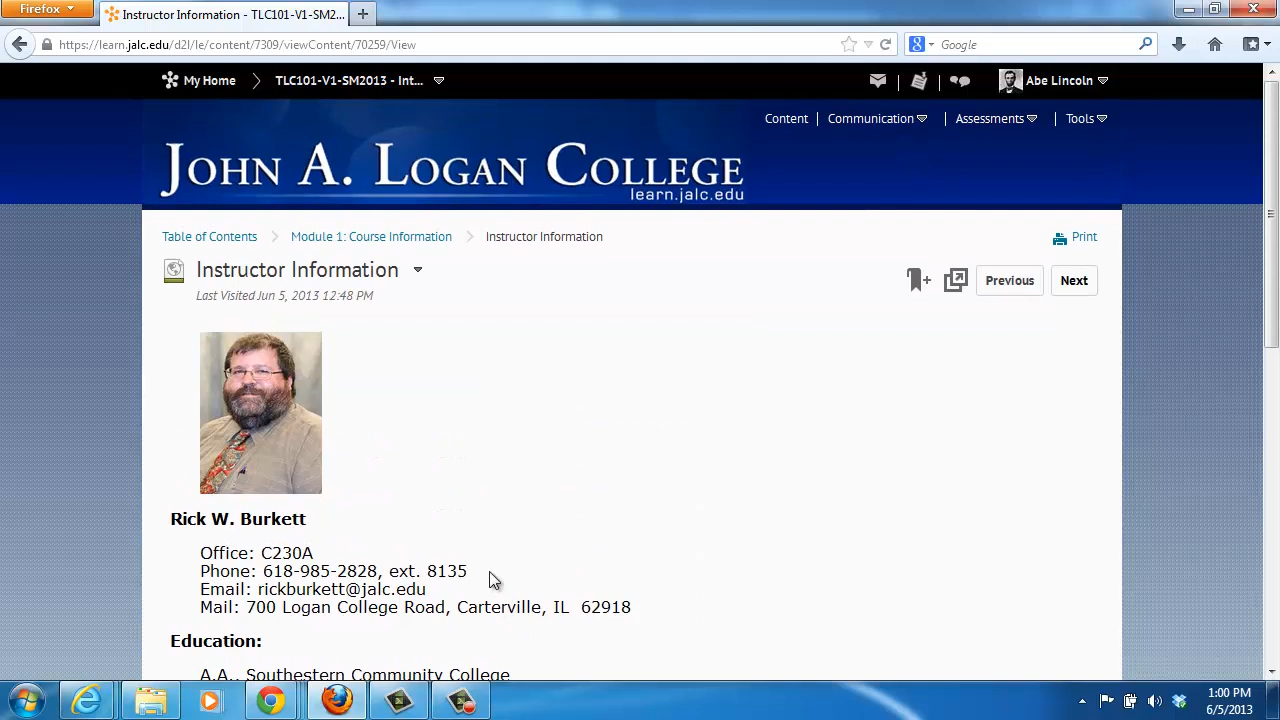 Firefox
Instructor Information - TLC101-V1-SM2...
https://learn.jalc.edu/d2l/le/content/7309/viewContent/70259/View
Google
My Home
TLC101-V1-SM2013 - Int...
Abe Lincoln
Content
Communication
Assessments
Tools
JOHN A. LOGAN COLLEGE
learn.jalc.edu
Table of Contents
Module 1: Course Information
Instructor Information
Print
Instructor Information
Last Visited Jun 5, 2013 12:48 PM
Previous
Next
Rick W. Burkett
Office: C230A
Phone: 618-985-2828, ext. 8135
Email: rickburkett@jalc.edu
Mail: 700 Logan College Road, Carterville, IL 62918
Education:
A.A., Southestern Community College
1:00 PM
6/5/2013